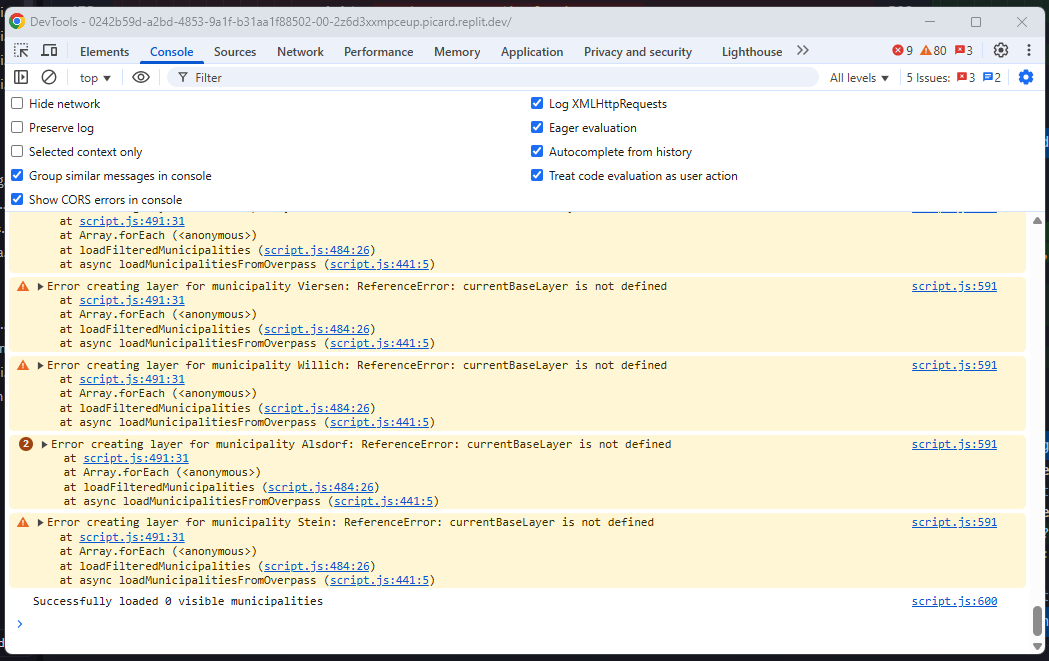 DevTools - 0242b59d-a2bd-4853-9a1f-b31aa1f88502-00-2z6d3xxmpceup.picard.replit.dev/
Elements Console Sources Network Performance Memory Application Privacy and security Lighthouse 9 80 3
top Filter All levels 5 Issues: 3 2
Hide network Log XMLHttpRequests
Preserve log Eager evaluation
Selected context only Autocomplete from history
Group similar messages in console Treat code evaluation as user action
Show CORS errors in console
at script.js:491:31
at Array.forEach (<anonymous>)
at loadFilteredMunicipalities (script.js:484:26)
at async loadMunicipalitiesFromOverpass (script.js:441:5)
Error creating layer for municipality Viersen: ReferenceError: currentBaseLayer is not defined script.js:591
at script.js:491:31
at Array.forEach (<anonymous>)
at loadFilteredMunicipalities (script.js:484:26)
at async loadMunicipalitiesFromOverpass (script.js:441:5)
Error creating layer for municipality Willich: ReferenceError: currentBaseLayer is not defined script.js:591
at script.js:491:31
at Array.forEach (<anonymous>)
at loadFilteredMunicipalities (script.js:484:26)
at async loadMunicipalitiesFromOverpass (script.js:441:5)
2 Error creating layer for municipality Alsdorf: ReferenceError: currentBaseLayer is not defined script.js:591
at script.js:491:31
at Array.forEach (<anonymous>)
at loadFilteredMunicipalities (script.js:484:26)
at async loadMunicipalitiesFromOverpass (script.js:441:5)
Error creating layer for municipality Stein: ReferenceError: currentBaseLayer is not defined script.js:591
at script.js:491:31
at Array.forEach (<anonymous>)
at loadFilteredMunicipalities (script.js:484:26)
at async loadMunicipalitiesFromOverpass (script.js:441:5)
Successfully loaded 0 visible municipalities script.js:600